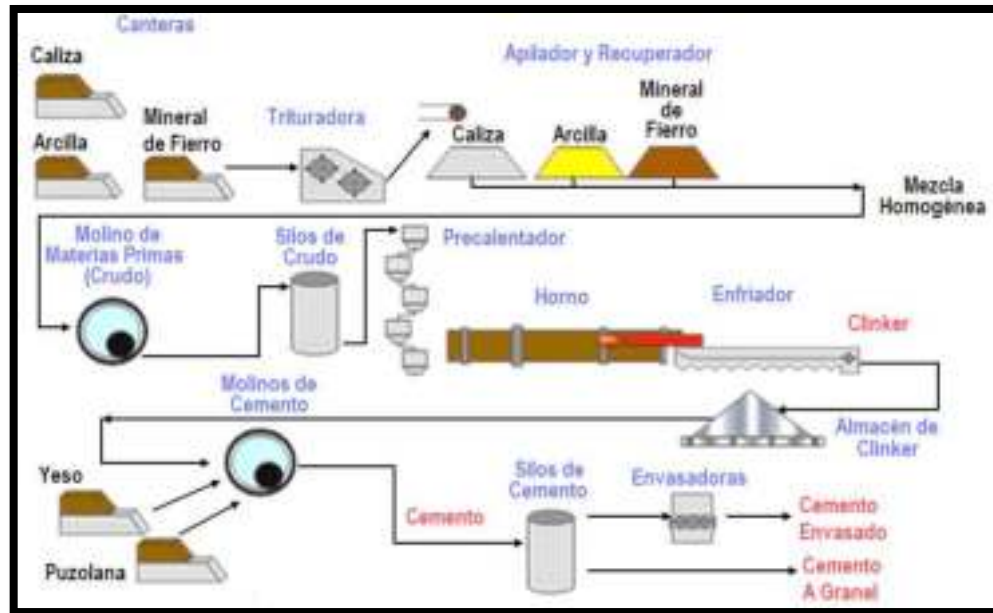 Canteras
Caliza
Apilador y Recuperador
Mineral
de
Fierro
Trituradora
Caliza
Arcilla
Arcilla
Mineral
de Fierro
Mezcla
Homogénea
Molino de
Materias Primas
(Crudo)
Silos de
Crudo
Precalentador
Horno
Enfriador
Clinker
Molinos de
Cemento
Almacén de
Clinker
Yeso
Puzolana
Cemento
Silos de
Cemento
Envasadoras
Cemento
Envasado
Cemento
A Granel